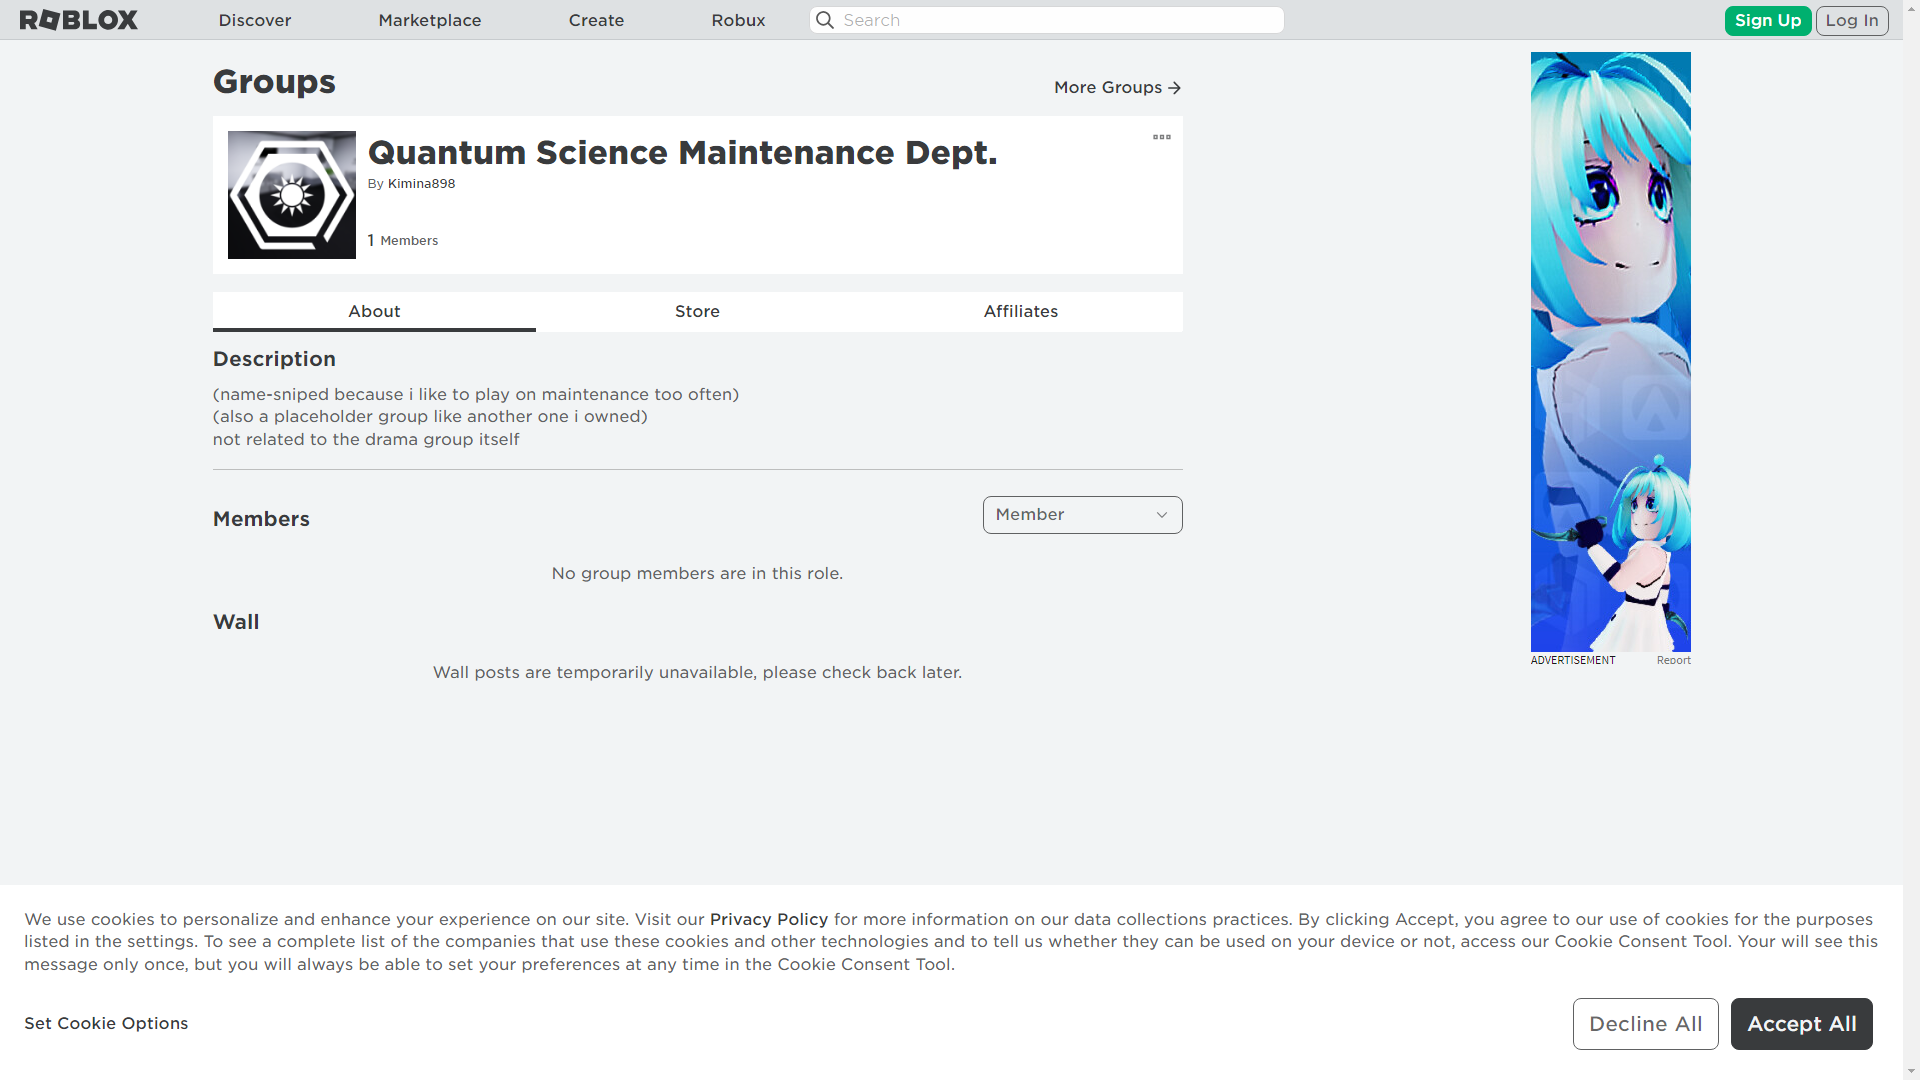 ROBLOX
Discover
Marketplace
Create
Robux
Search
Sign Up
Log In
Groups
More Groups
Quantum Science Maintenance Dept.
By Kimina898
1 Members
About
Store
Affiliates
Description
(name-sniped because i like to play on maintenance too often)
(also a placeholder group like another one i owned)
not related to the drama group itself
Members
Member
No group members are in this role.
Wall
Wall posts are temporarily unavailable, please check back later.
ADVERTISEMENT
Report
We use cookies to personalize and enhance your experience on our site. Visit our Privacy Policy for more information on our data collections practices. By clicking Accept, you agree to our use of cookies for the purposes
listed in the settings. To see a complete list of the companies that use these cookies and other technologies and to tell us whether they can be used on your device or not, access our Cookie Consent Tool. Your will see this
message only once, but you will always be able to set your preferences at any time in the Cookie Consent Tool.
Set Cookie Options
Decline All
Accept All